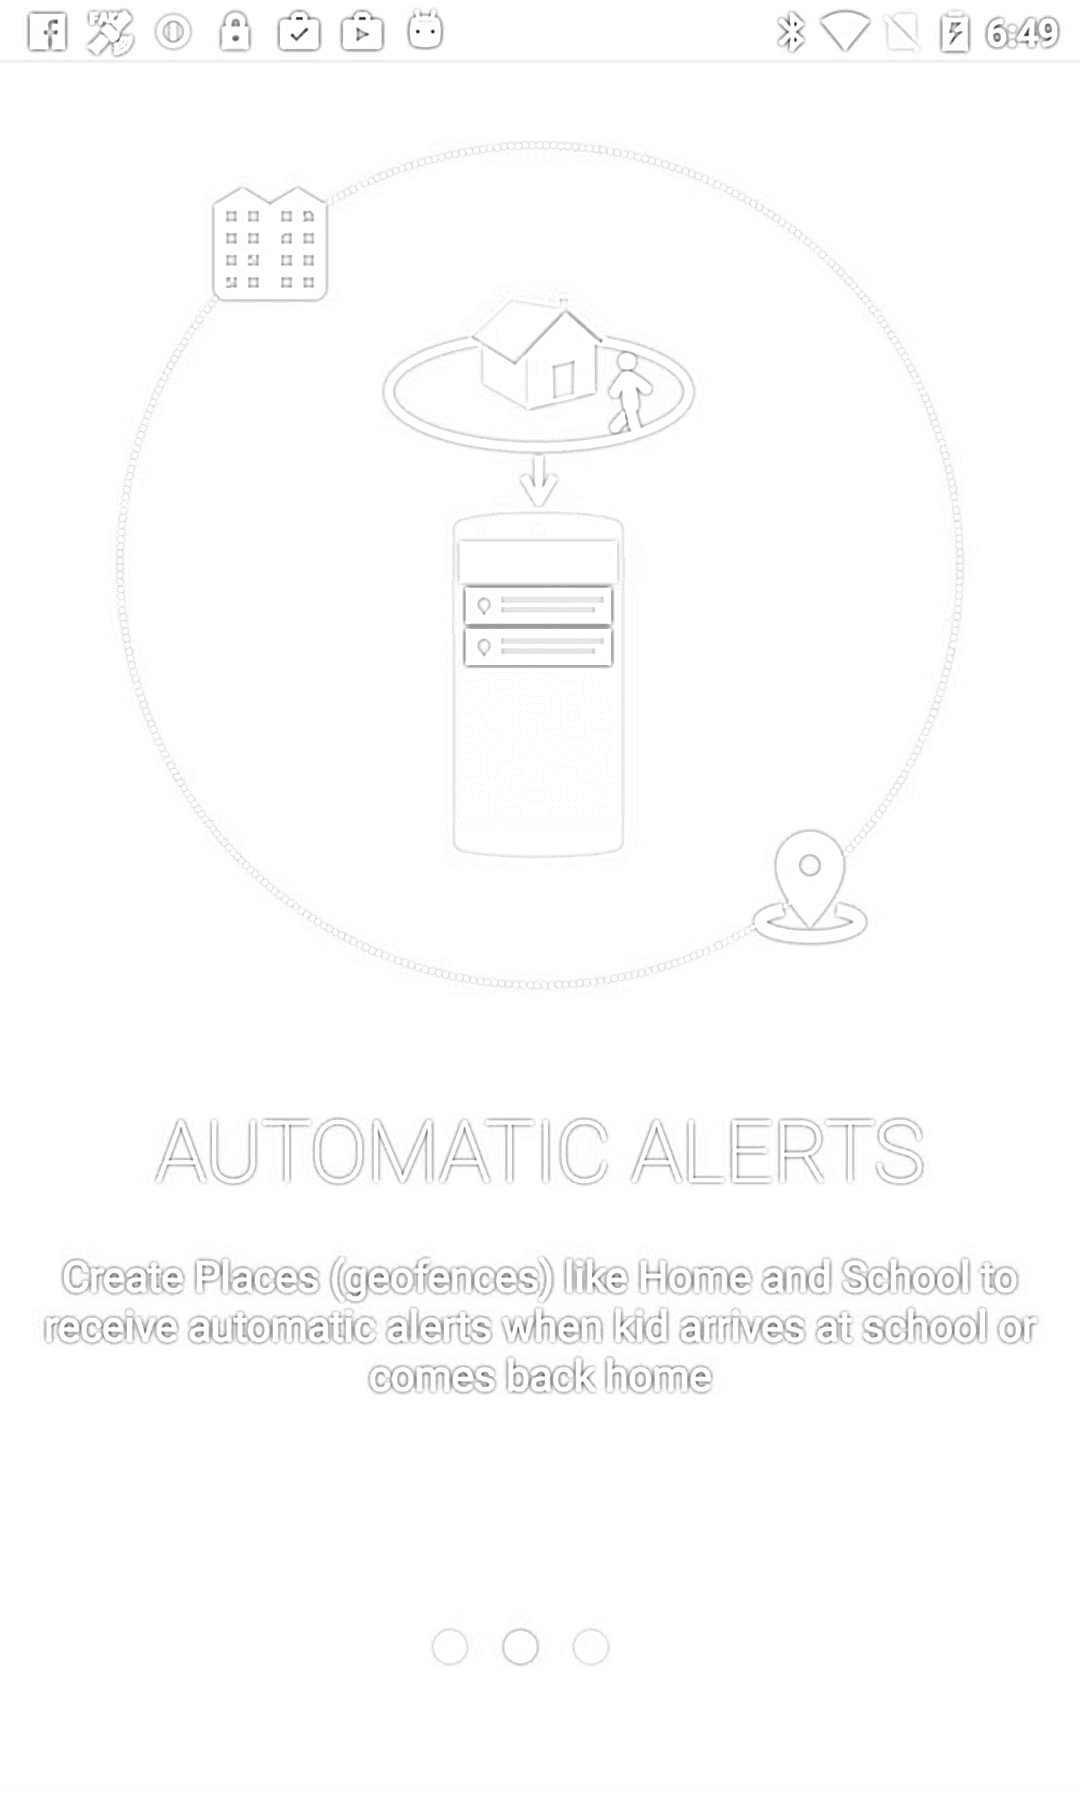 FAV
6:49
AUTOMATIC ALERTS
Create Places (geofences) like Home and School to
receive automatic alerts when kid arrives at school or
comes back home